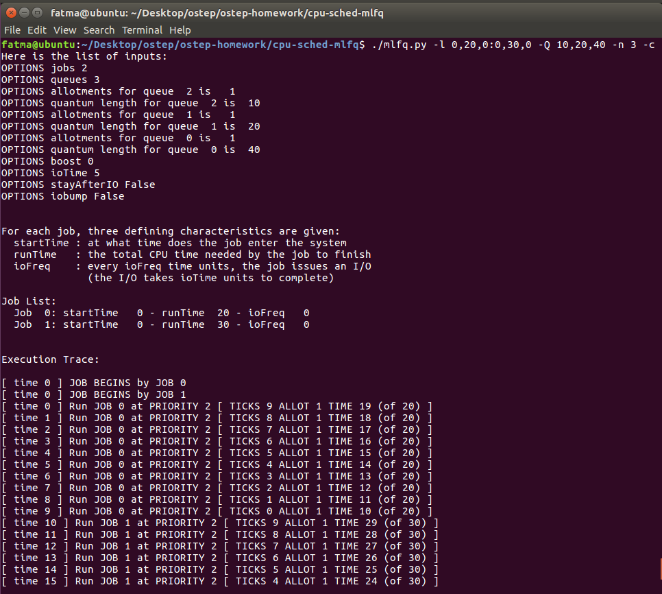 fatma@ubuntu: ~/Desktop/ostep/ostep-homework/cpu-sched-mlfq
File Edit View Search Terminal Help
fatma@ubuntu:~/Desktop/ostep/ostep-homework/cpu-sched-mlfq$ ./mlfq.py -l 0,20,0:0,30,0 -Q 10,20,40 -n 3 -c
Here is the list of inputs:
OPTIONS jobs 2
OPTIONS queues 3
OPTIONS allotments for queue  2 is   1
OPTIONS quantum length for queue  2 is  10
OPTIONS allotments for queue  1 is   1
OPTIONS quantum length for queue  1 is  20
OPTIONS allotments for queue  0 is   1
OPTIONS quantum length for queue  0 is  40
OPTIONS boost 0
OPTIONS ioTime 5
OPTIONS stayAfterIO False
OPTIONS iobump False
For each job, three defining characteristics are given:
  startTime : at what time does the job enter the system
  runTime   : the total CPU time needed by the job to finish
  ioFreq    : every ioFreq time units, the job issues an I/O
              (the I/O takes ioTime units to complete)
Job List:
  Job  0: startTime   0 - runTime  20 - ioFreq   0
  Job  1: startTime   0 - runTime  30 - ioFreq   0
Execution Trace:
[ time 0 ] JOB BEGINS by JOB 0
[ time 0 ] JOB BEGINS by JOB 1
[ time 0 ] Run JOB 0 at PRIORITY 2 [ TICKS 9 ALLOT 1 TIME 19 (of 20) ]
[ time 1 ] Run JOB 0 at PRIORITY 2 [ TICKS 8 ALLOT 1 TIME 18 (of 20) ]
[ time 2 ] Run JOB 0 at PRIORITY 2 [ TICKS 7 ALLOT 1 TIME 17 (of 20) ]
[ time 3 ] Run JOB 0 at PRIORITY 2 [ TICKS 6 ALLOT 1 TIME 16 (of 20) ]
[ time 4 ] Run JOB 0 at PRIORITY 2 [ TICKS 5 ALLOT 1 TIME 15 (of 20) ]
[ time 5 ] Run JOB 0 at PRIORITY 2 [ TICKS 4 ALLOT 1 TIME 14 (of 20) ]
[ time 6 ] Run JOB 0 at PRIORITY 2 [ TICKS 3 ALLOT 1 TIME 13 (of 20) ]
[ time 7 ] Run JOB 0 at PRIORITY 2 [ TICKS 2 ALLOT 1 TIME 12 (of 20) ]
[ time 8 ] Run JOB 0 at PRIORITY 2 [ TICKS 1 ALLOT 1 TIME 11 (of 20) ]
[ time 9 ] Run JOB 0 at PRIORITY 2 [ TICKS 0 ALLOT 1 TIME 10 (of 20) ]
[ time 10 ] Run JOB 1 at PRIORITY 2 [ TICKS 9 ALLOT 1 TIME 29 (of 30) ]
[ time 11 ] Run JOB 1 at PRIORITY 2 [ TICKS 8 ALLOT 1 TIME 28 (of 30) ]
[ time 12 ] Run JOB 1 at PRIORITY 2 [ TICKS 7 ALLOT 1 TIME 27 (of 30) ]
[ time 13 ] Run JOB 1 at PRIORITY 2 [ TICKS 6 ALLOT 1 TIME 26 (of 30) ]
[ time 14 ] Run JOB 1 at PRIORITY 2 [ TICKS 5 ALLOT 1 TIME 25 (of 30) ]
[ time 15 ] Run JOB 1 at PRIORITY 2 [ TICKS 4 ALLOT 1 TIME 24 (of 30) ]